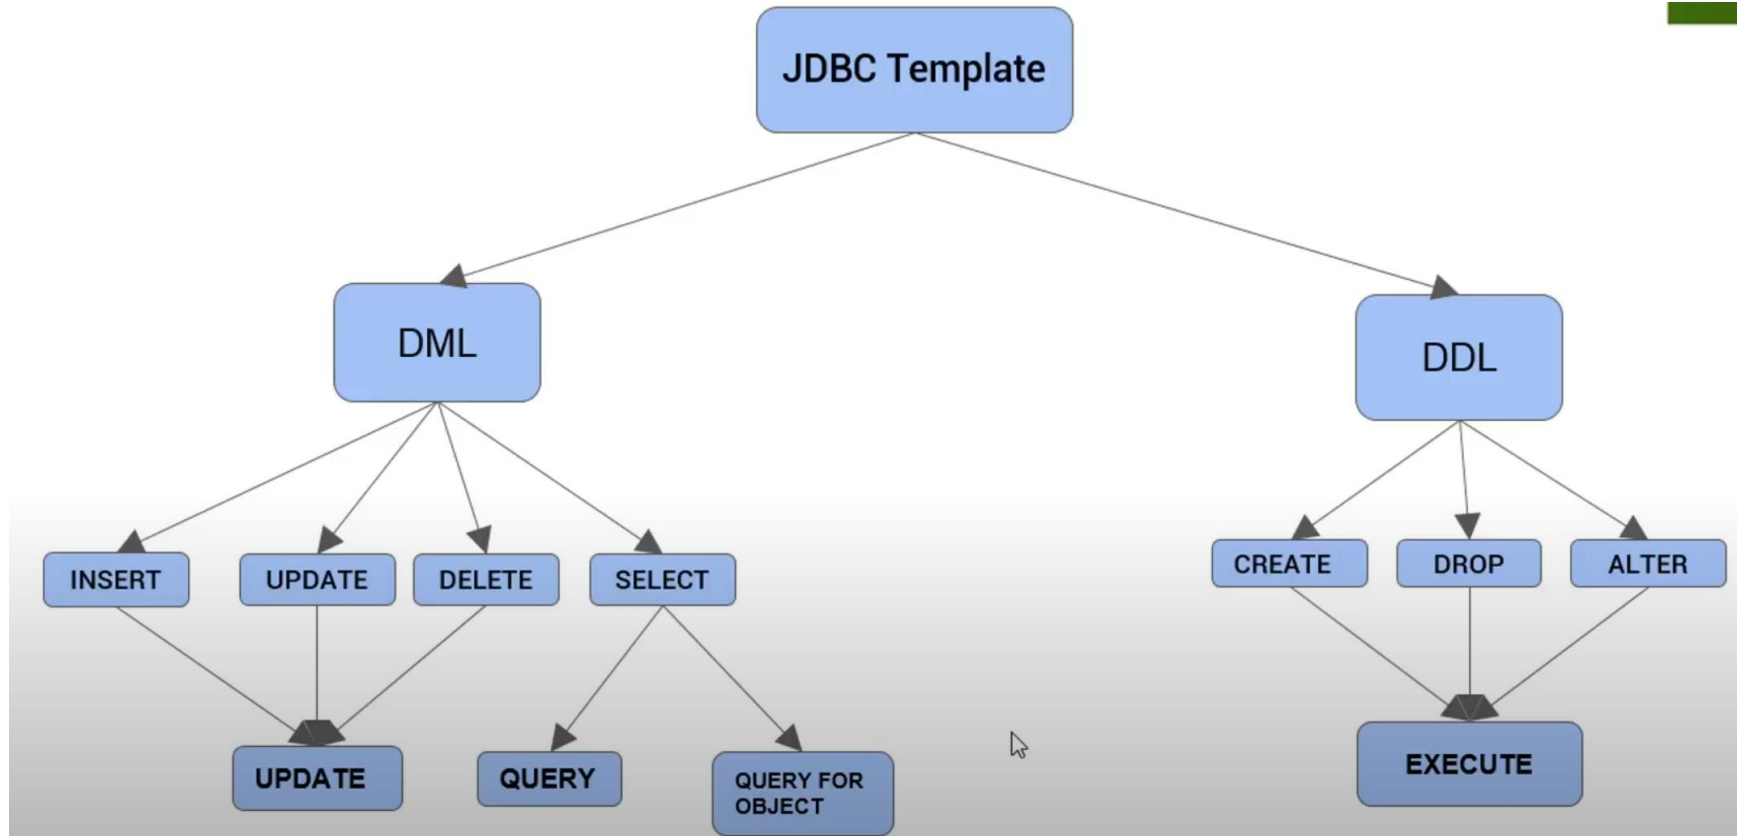 JDBC Template
DML
DDL
INSERT
UPDATE
DELETE
SELECT
CREATE
DROP
ALTER
UPDATE
QUERY
QUERY FOR
OBJECT
EXECUTE